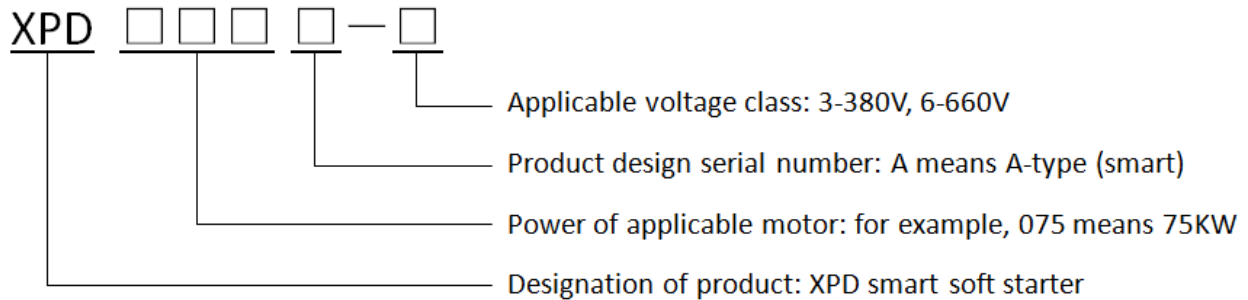 XPD □□□ □—□
Applicable voltage class: 3-380V, 6-660V
Product design serial number: A means A-type (smart)
Power of applicable motor: for example, 075 means 75KW
Designation of product: XPD smart soft starter